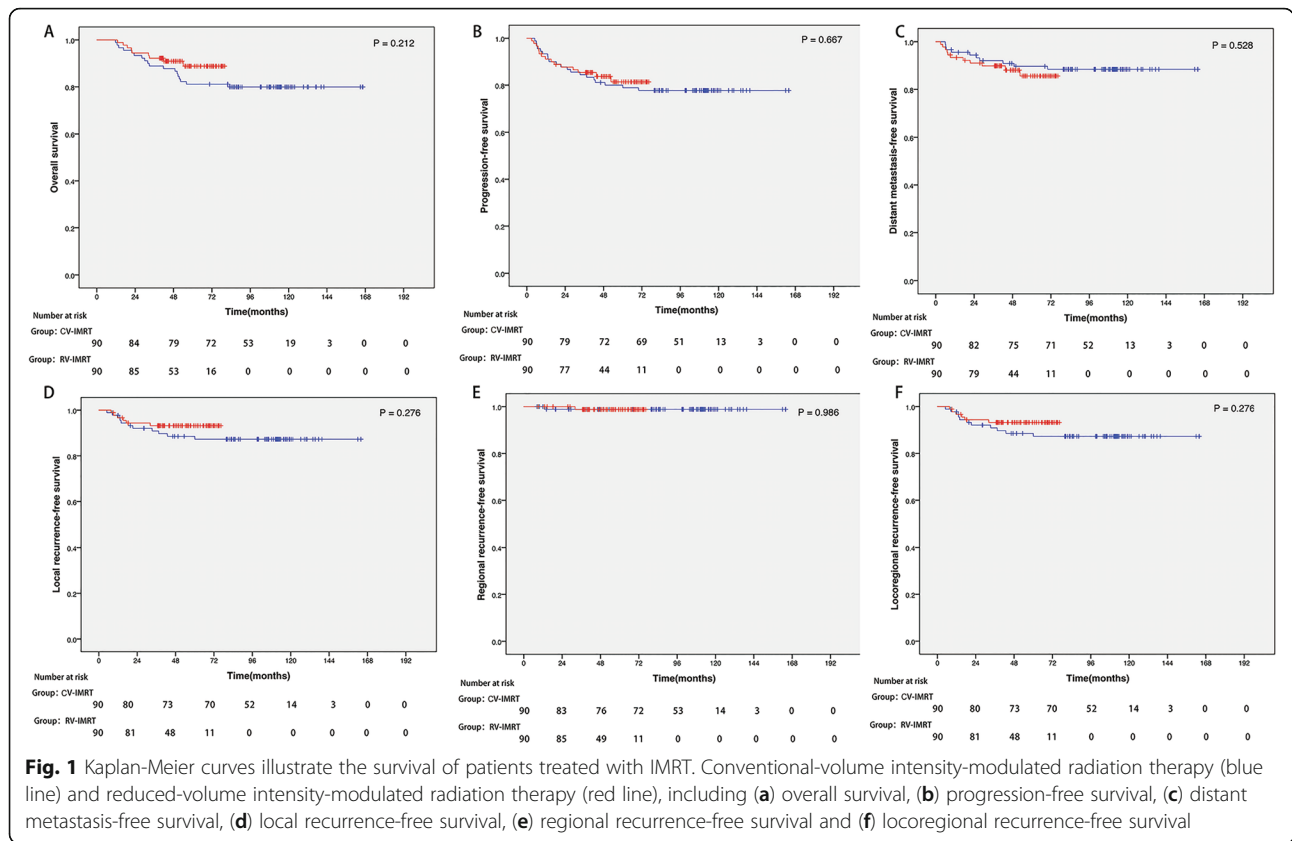 A
P = 0.212
1.0
0.8
0.6
0.4
0.2
0.0
Overall survival
0 24 48 72 96 120 144 168 192
Time(months)
Number at risk
Group: CV-IMRT
90 84 79 72 53 19 3 0 0
Group: RV-IMRT
90 85 53 16 0 0 0 0 0
B
P = 0.667
1.0
0.8
0.6
0.4
0.2
0.0
Progression-free survival
0 24 48 72 96 120 144 168 192
Time(months)
Number at risk
Group: CV-IMRT
90 79 72 69 51 13 3 0 0
Group: RV-IMRT
90 77 44 11 0 0 0 0 0
C
P = 0.528
1.0
0.8
0.6
0.4
0.2
0.0
Distant metastasis-free survival
0 24 48 72 96 120 144 168 192
Time(months)
Number at risk
Group: CV-IMRT
90 82 75 71 52 13 3 0 0
Group: RV-IMRT
90 79 44 11 0 0 0 0 0
D
P = 0.276
1.0
0.8
0.6
0.4
0.2
0.0
Local recurrence-free survival
0 24 48 72 96 120 144 168 192
Time(months)
Number at risk
Group: CV-IMRT
90 80 73 70 52 14 3 0 0
Group: RV-IMRT
90 81 48 11 0 0 0 0 0
E
P = 0.986
1.0
0.8
0.6
0.4
0.2
0.0
Regional recurrence-free survival
0 24 48 72 96 120 144 168 192
Time(months)
Number at risk
Group: CV-IMRT
90 83 76 72 53 14 3 0 0
Group: RV-IMRT
90 85 49 11 0 0 0 0 0
F
P = 0.276
1.0
0.8
0.6
0.4
0.2
0.0
Locoregional recurrence-free survival
0 24 48 72 96 120 144 168 192
Time(months)
Number at risk
Group: CV-IMRT
90 80 73 70 52 14 3 0 0
Group: RV-IMRT
90 81 48 11 0 0 0 0 0
Fig. 1 Kaplan-Meier curves illustrate the survival of patients treated with IMRT. Conventional-volume intensity-modulated radiation therapy (blue
line) and reduced-volume intensity-modulated radiation therapy (red line), including (a) overall survival, (b) progression-free survival, (c) distant
metastasis-free survival, (d) local recurrence-free survival, (e) regional recurrence-free survival and (f) locoregional recurrence-free survival